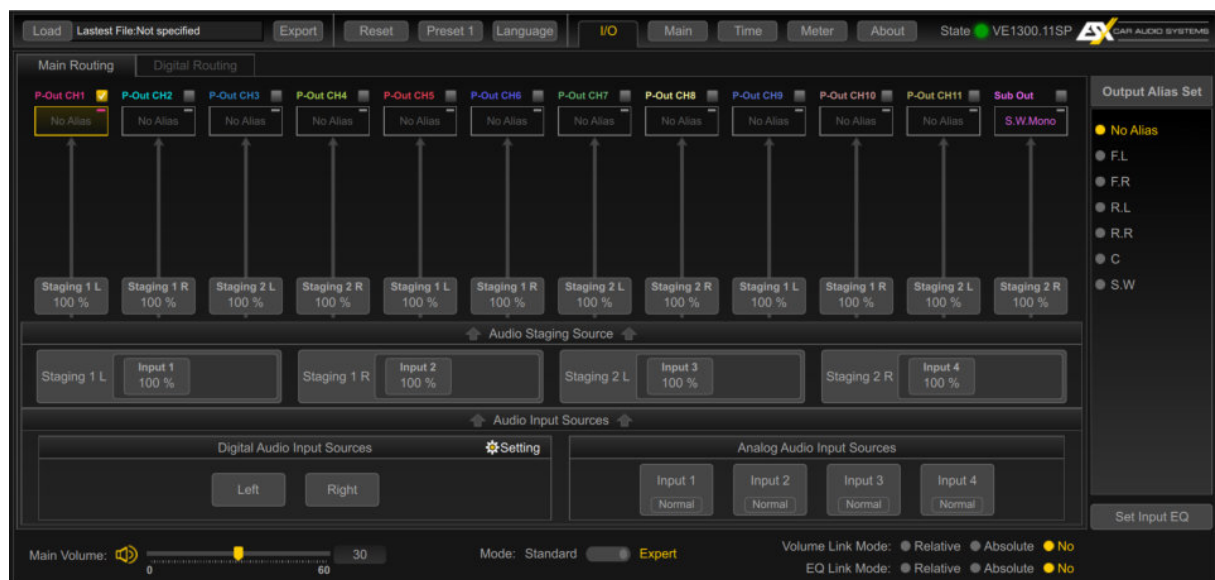 Load Lastest File:Not specified Export Reset Preset 1 Language I/O Main Time Meter About State VE1300.11SP ESX CAR AUDIO SYSTEMS
Main Routing Digital Routing
Output Alias Set
P-Out CH1 P-Out CH2 P-Out CH3 P-Out CH4 P-Out CH5 P-Out CH6 P-Out CH7 P-Out CH8 P-Out CH9 P-Out CH10 P-Out CH11 Sub Out
No Alias No Alias No Alias No Alias No Alias No Alias No Alias No Alias No Alias No Alias No Alias S.W.Mono
No Alias
F.L
F.R
R.L
R.R
C
S.W
Staging 1 L Staging 1 R Staging 2 L Staging 2 R Staging 1 L Staging 1 R Staging 2 L Staging 2 R Staging 1 L Staging 1 R Staging 2 L Staging 2 R
100 % 100 % 100 % 100 % 100 % 100 % 100 % 100 % 100 % 100 % 100 % 100 %
Audio Staging Source
Staging 1 L Input 1 100 % Staging 1 R Input 2 100 % Staging 2 L Input 3 100 % Staging 2 R Input 4 100 %
Audio Input Sources
Digital Audio Input Sources Setting Analog Audio Input Sources
Left Right
Input 1 Input 2 Input 3 Input 4
Normal Normal Normal Normal
Set Input EQ
Main Volume: 0 60 30 Mode: Standard Expert
Volume Link Mode: Relative Absolute No
EQ Link Mode: Relative Absolute No